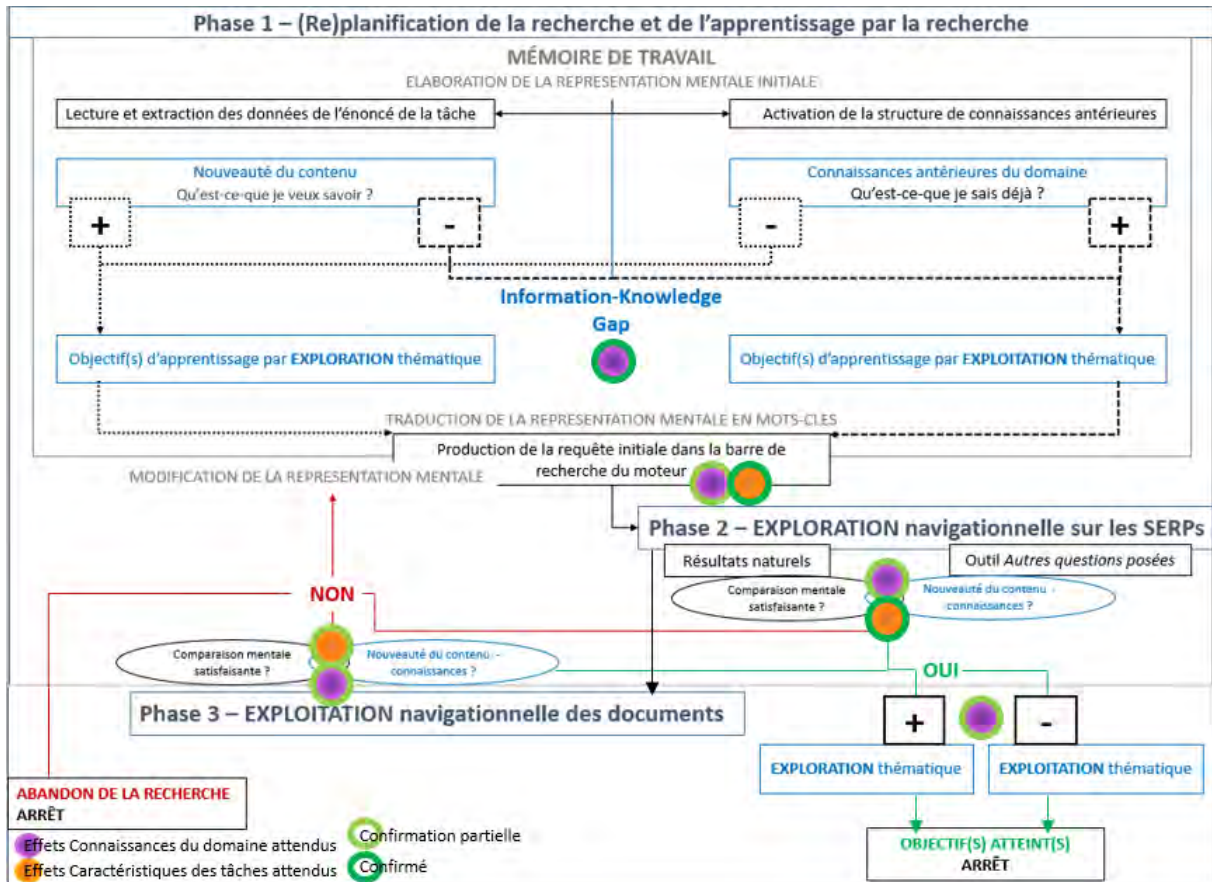 Phase 1 – (Re)planification de la recherche et de l'apprentissage par la recherche
MÉMOIRE DE TRAVAIL
ELABORATION DE LA REPRESENTATION MENTALE INITIALE
Lecture et extraction des données de l'énoncé de la tâche
Activation de la structure de connaissances antérieures
Nouveauté du contenu
Qu'est-ce-que je veux savoir ?
Connaissances antérieures du domaine
Qu'est-ce-que je sais déjà ?
+
-
-
+
Information-Knowledge
Gap
Objectif(s) d'apprentissage par EXPLORATION thématique
Objectif(s) d'apprentissage par EXPLOITATION thématique
TRADUCTION DE LA REPRESENTATION MENTALE EN MOTS-CLES
Production de la requête initiale dans la barre de
recherche du moteur
MODIFICATION DE LA REPRESENTATION MENTALE
Phase 2 – EXPLORATION navigationnelle sur les SERPs
Résultats naturels
Outil Autres questions posées
Comparaison mentale
satisfaisante ?
Nouveauté du contenu -
connaissances ?
NON
Comparaison mentale
satisfaisante ?
Nouveauté du contenu -
connaissances ?
OUI
Phase 3 – EXPLOITATION navigationnelle des documents
+
-
EXPLORATION thématique
EXPLOITATION thématique
ABANDON DE LA RECHERCHE
ARRÊT
OBJECTIF(S) ATTEINT(S)
ARRÊT
Effets Connaissances du domaine attendus
Confirmation partielle
Effets Caractéristiques des tâches attendus
Confirmé